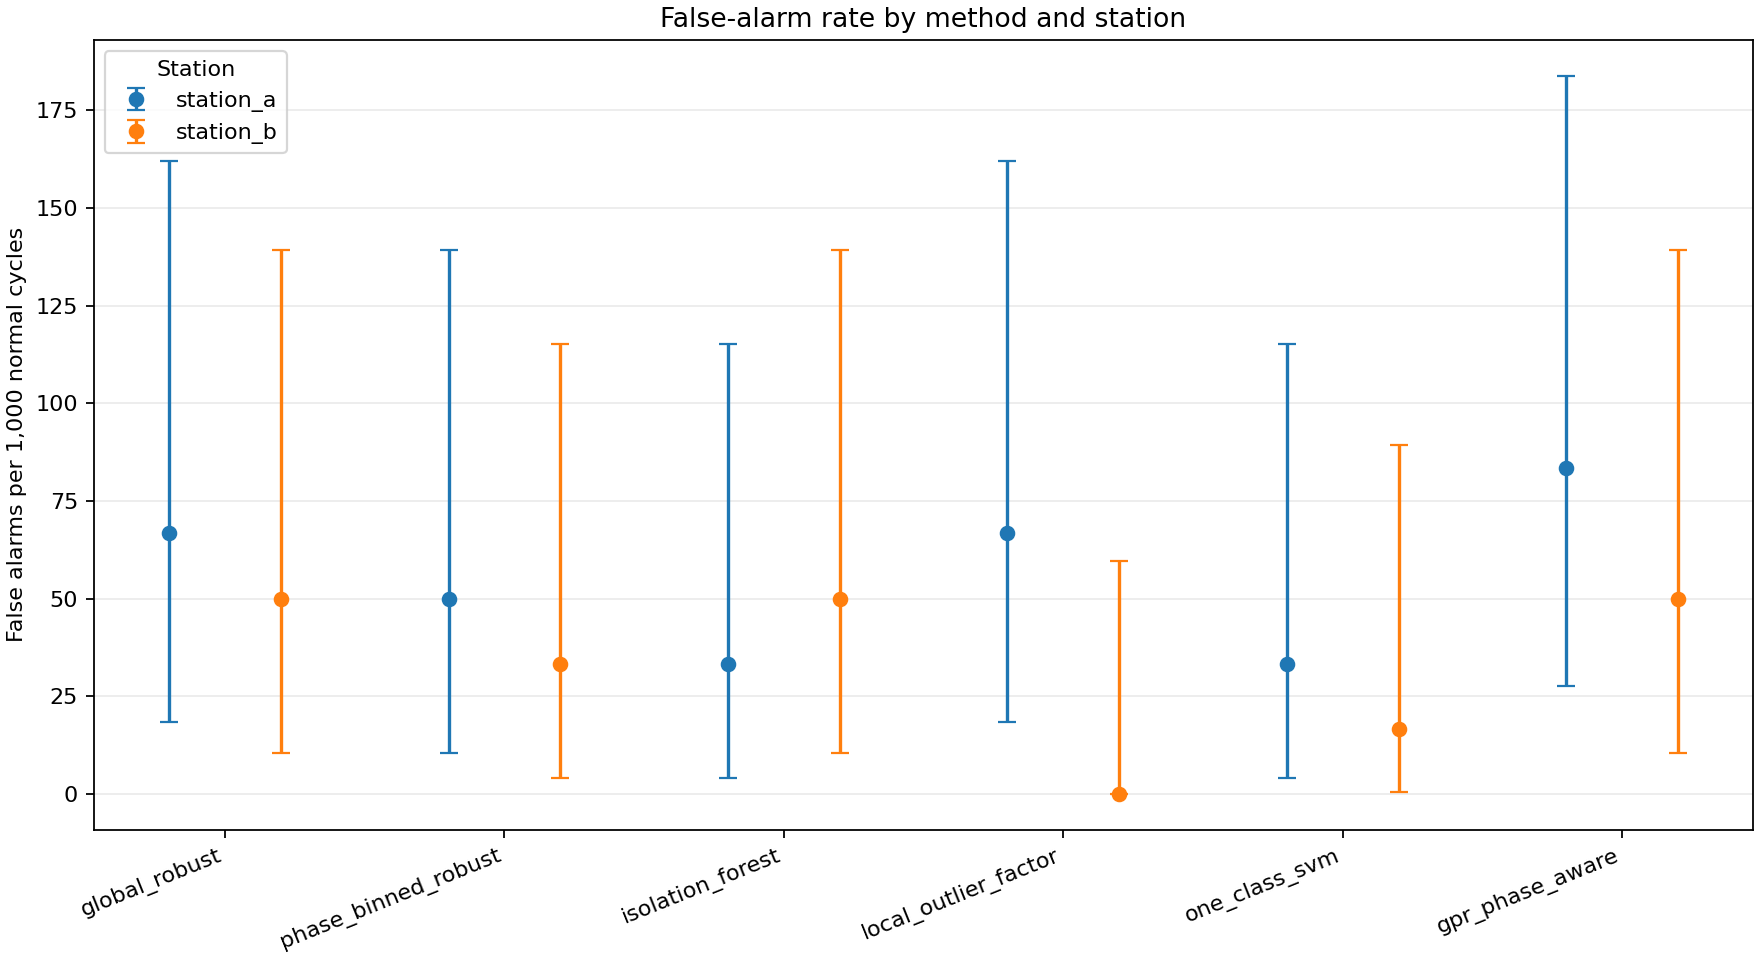 False-alarm rate by method and station
Station
station_a
station_b
False alarms per 1,000 normal cycles
175
150
125
100
75
50
25
0
global_robust
phase_binned_robust
isolation_forest
local_outlier_factor
one_class_svm
gpr_phase_aware